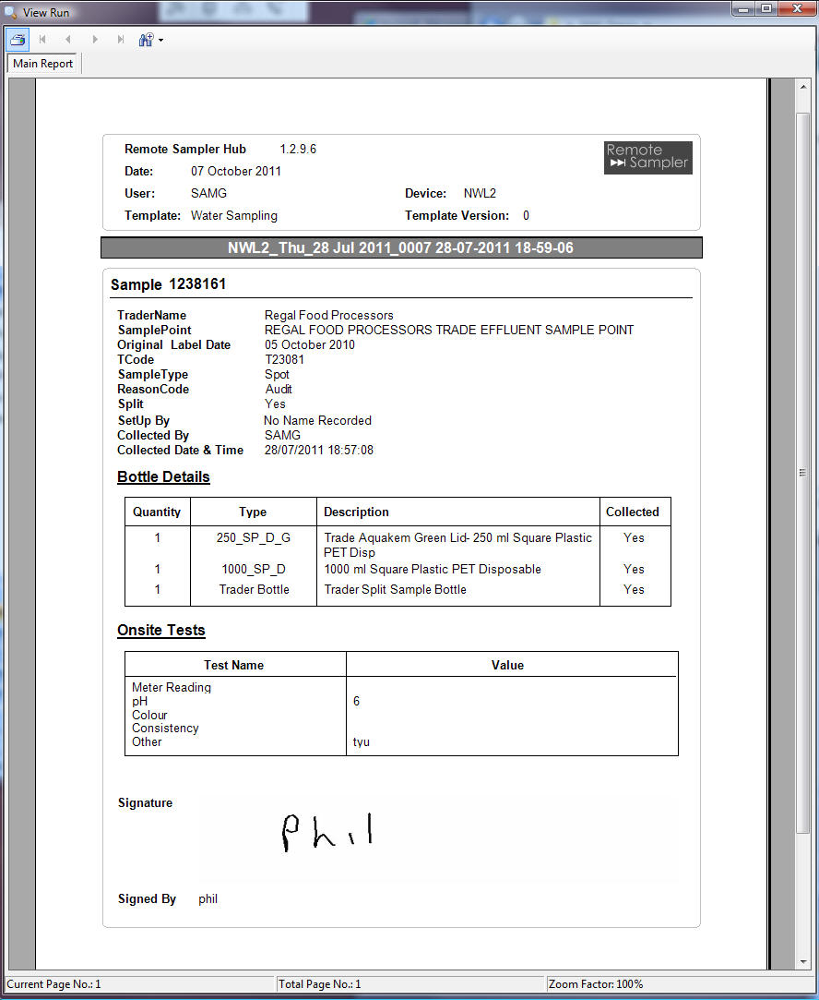 View Run
Main Report
Remote Sampler Hub 1.2.9.6
Remote
Sampler
Date: 07 October 2011
User: SAMG Device: NWL2
Template: Water Sampling Template Version: 0
NWL2_Thu_28 Jul 2011_0007 28-07-2011 18-59-06
Sample 1238161
TraderName Regal Food Processors
SamplePoint REGAL FOOD PROCESSORS TRADE EFFLUENT SAMPLE POINT
Original Label Date 05 October 2010
TCode T23081
SampleType Spot
ReasonCode Audit
Split Yes
SetUp By No Name Recorded
Collected By SAMG
Collected Date & Time 28/07/2011 18:57:08
Bottle Details
Quantity Type Description Collected
1 250_SP_D_G Trade Aquakem Green Lid- 250 ml Square Plastic Yes
PET Disp
1 1000_SP_D 1000 ml Square Plastic PET Disposable Yes
1 Trader Bottle Trader Split Sample Bottle Yes
Onsite Tests
Test Name Value
Meter Reading
pH 6
Colour
Consistency
Other tyu
Signature Phil
Signed By phil
Current Page No.: 1 Total Page No.: 1 Zoom Factor: 100%